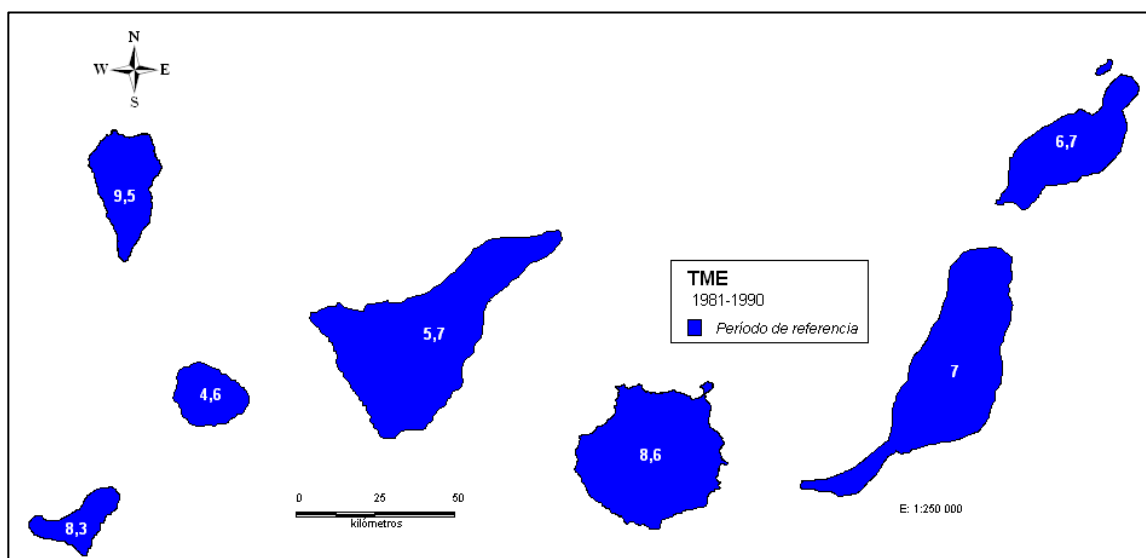 N
W E
S
6,7
9,5
TME
1981-1990
Período de referencia
5,7
7
4,6
8,6
0 25 50
kilómetros
E: 1:250 000
8,3